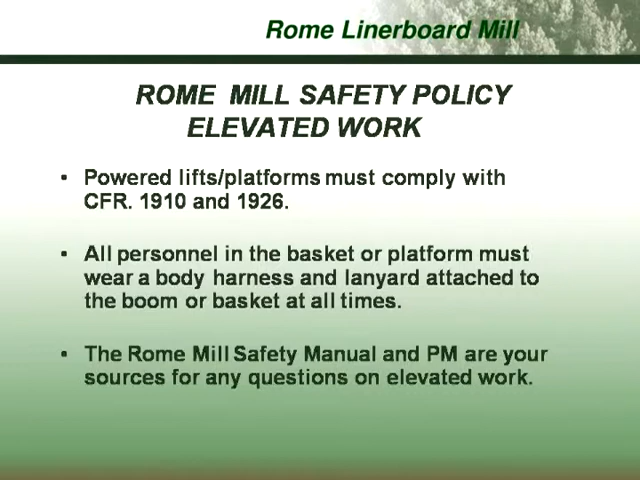 Rome Linerboard Mill
ROME MILL SAFETY POLICY
ELEVATED WORK
• Powered lifts/platforms must comply with
CFR. 1910 and 1926.
• All personnel in the basket or platform must
wear a body harness and lanyard attached to
the boom or basket at all times.
• The Rome Mill Safety Manual and PM are your
sources for any questions on elevated work.